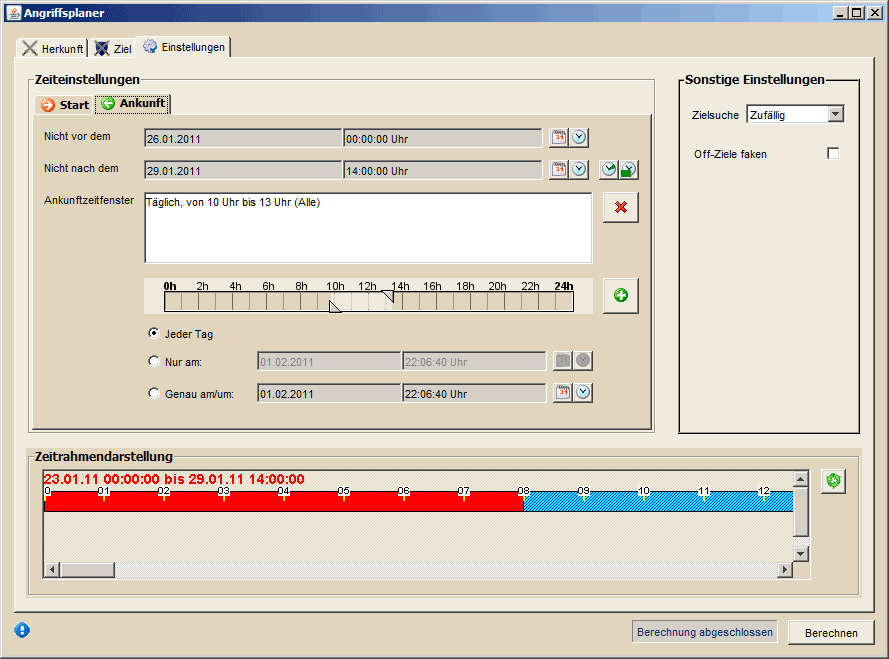 Angriffsplaner
Herkunft Ziel Einstellungen
Zeiteinstellungen
Start Ankunft
Nicht vor dem 26.01.2011 00:00:00 Uhr
Nicht nach dem 29.01.2011 14:00:00 Uhr
Ankunftzeitfenster Täglich, von 10 Uhr bis 13 Uhr (Alle)
0h 2h 4h 6h 8h 10h 12h 14h 16h 18h 20h 22h 24h
Jeder Tag
Nur am: 01.02.2011 22:06:40 Uhr
Genau am/um: 01.02.2011 22:06:40 Uhr
Sonstige Einstellungen
Zielsuche Zufällig
Off-Ziele faken
Zeitrahmendarstellung
23.01.11 00:00:00 bis 29.01.11 14:00:00
0 01 02 03 04 05 06 07 08 09 10 11 12
Berechnung abgeschlossen Berechnen